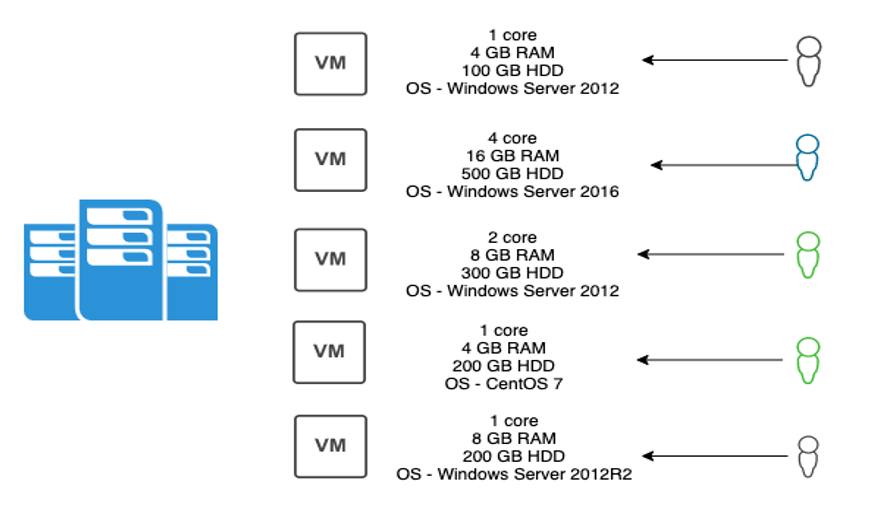 VM
1 core
4 GB RAM
100 GB HDD
OS - Windows Server 2012
VM
4 core
16 GB RAM
500 GB HDD
OS - Windows Server 2016
VM
2 core
8 GB RAM
300 GB HDD
OS - Windows Server 2012
VM
1 core
4 GB RAM
200 GB HDD
OS - CentOS 7
VM
1 core
8 GB RAM
200 GB HDD
OS - Windows Server 2012R2